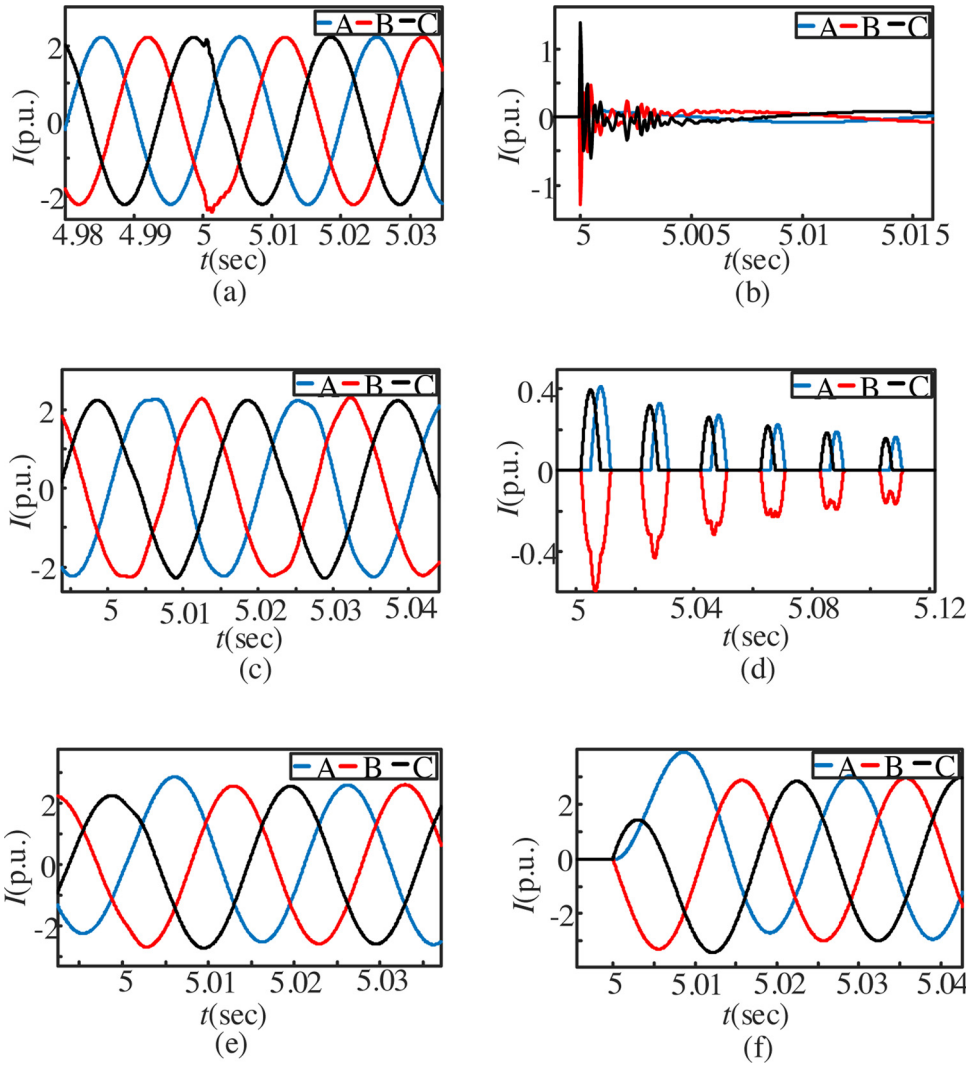 A B C
2
0
-2
I(p.u.)
4.98 4.99 5 5.01 5.02 5.03
t(sec)
(a)
A B C
1
0
-1
I(p.u.)
5 5.005 5.01 5.015
t(sec)
(b)
A B C
2
0
-2
I(p.u.)
5 5.01 5.02 5.03 5.04
t(sec)
(c)
A B C
0.4
0
-0.4
I(p.u.)
5 5.04 5.08 5.12
t(sec)
(d)
A B C
2
0
-2
I(p.u.)
5 5.01 5.02 5.03
t(sec)
(e)
A B C
2
0
-2
I(p.u.)
5 5.01 5.02 5.03 5.04
t(sec)
(f)